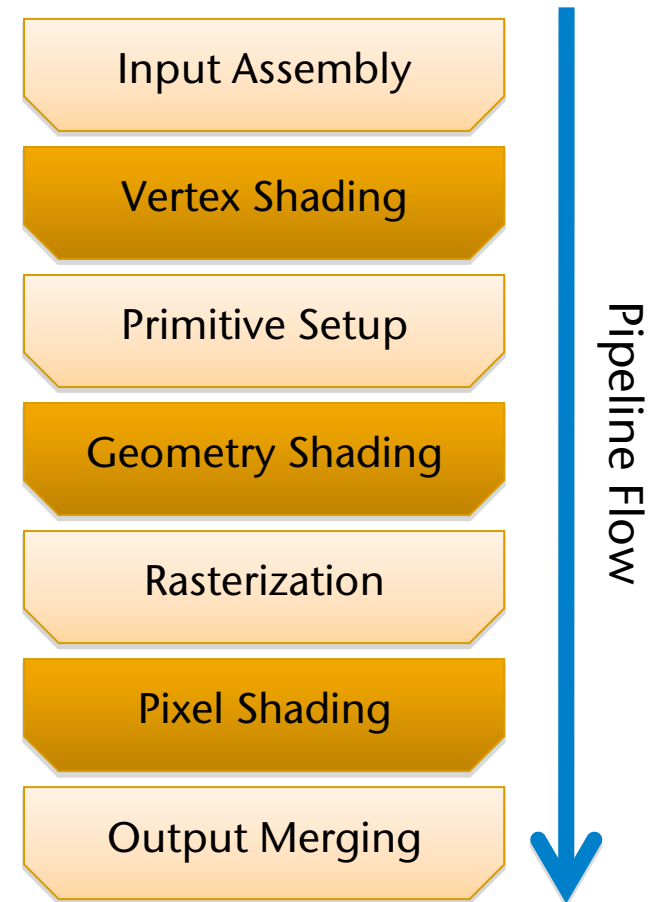 Input Assembly
Vertex Shading
Primitive Setup
Geometry Shading
Rasterization
Pixel Shading
Output Merging
Pipeline Flow